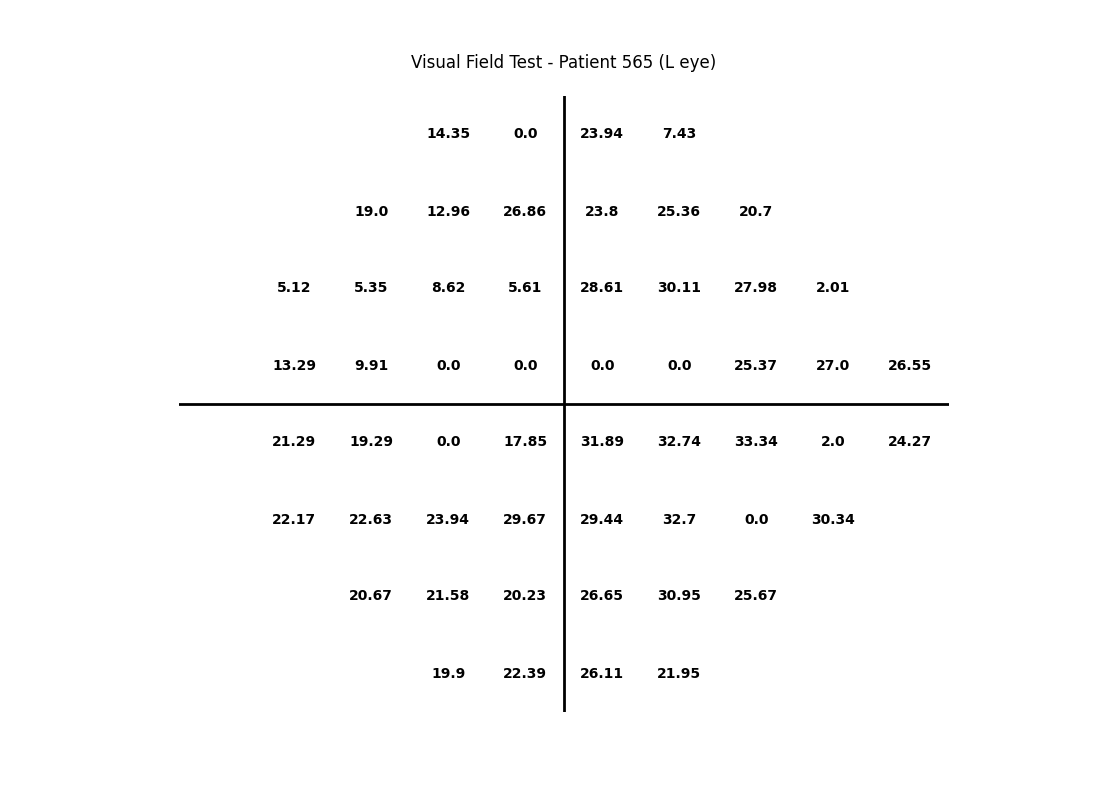 Visual Field Test - Patient 565 (L eye)
14.35 0.0 23.94 7.43
19.0 12.96 26.86 23.8 25.36 20.7
5.12 5.35 8.62 5.61 28.61 30.11 27.98 2.01
13.29 9.91 0.0 0.0 0.0 0.0 25.37 27.0 26.55
21.29 19.29 0.0 17.85 31.89 32.74 33.34 2.0 24.27
22.17 22.63 23.94 29.67 29.44 32.7 0.0 30.34
20.67 21.58 20.23 26.65 30.95 25.67
19.9 22.39 26.11 21.95